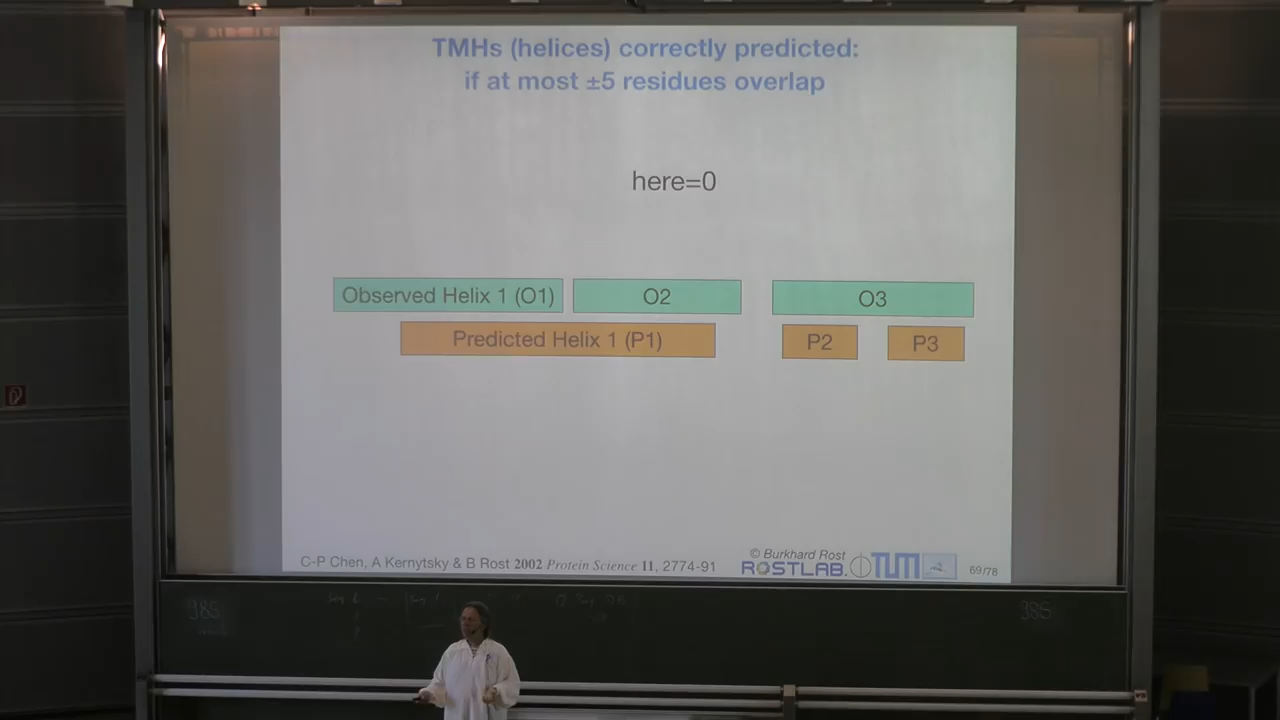 TMHs (helices) correctly predicted:
if at most ±5 residues overlap
here=0
Observed Helix 1 (O1) O2 O3
Predicted Helix 1 (P1) P2 P3
© Burkhard Rost
C-P Chen, A Kernytsky & B Rost 2002 Protein Science 11, 2774-91
ROSTLAB. TUM 69/78
385 385